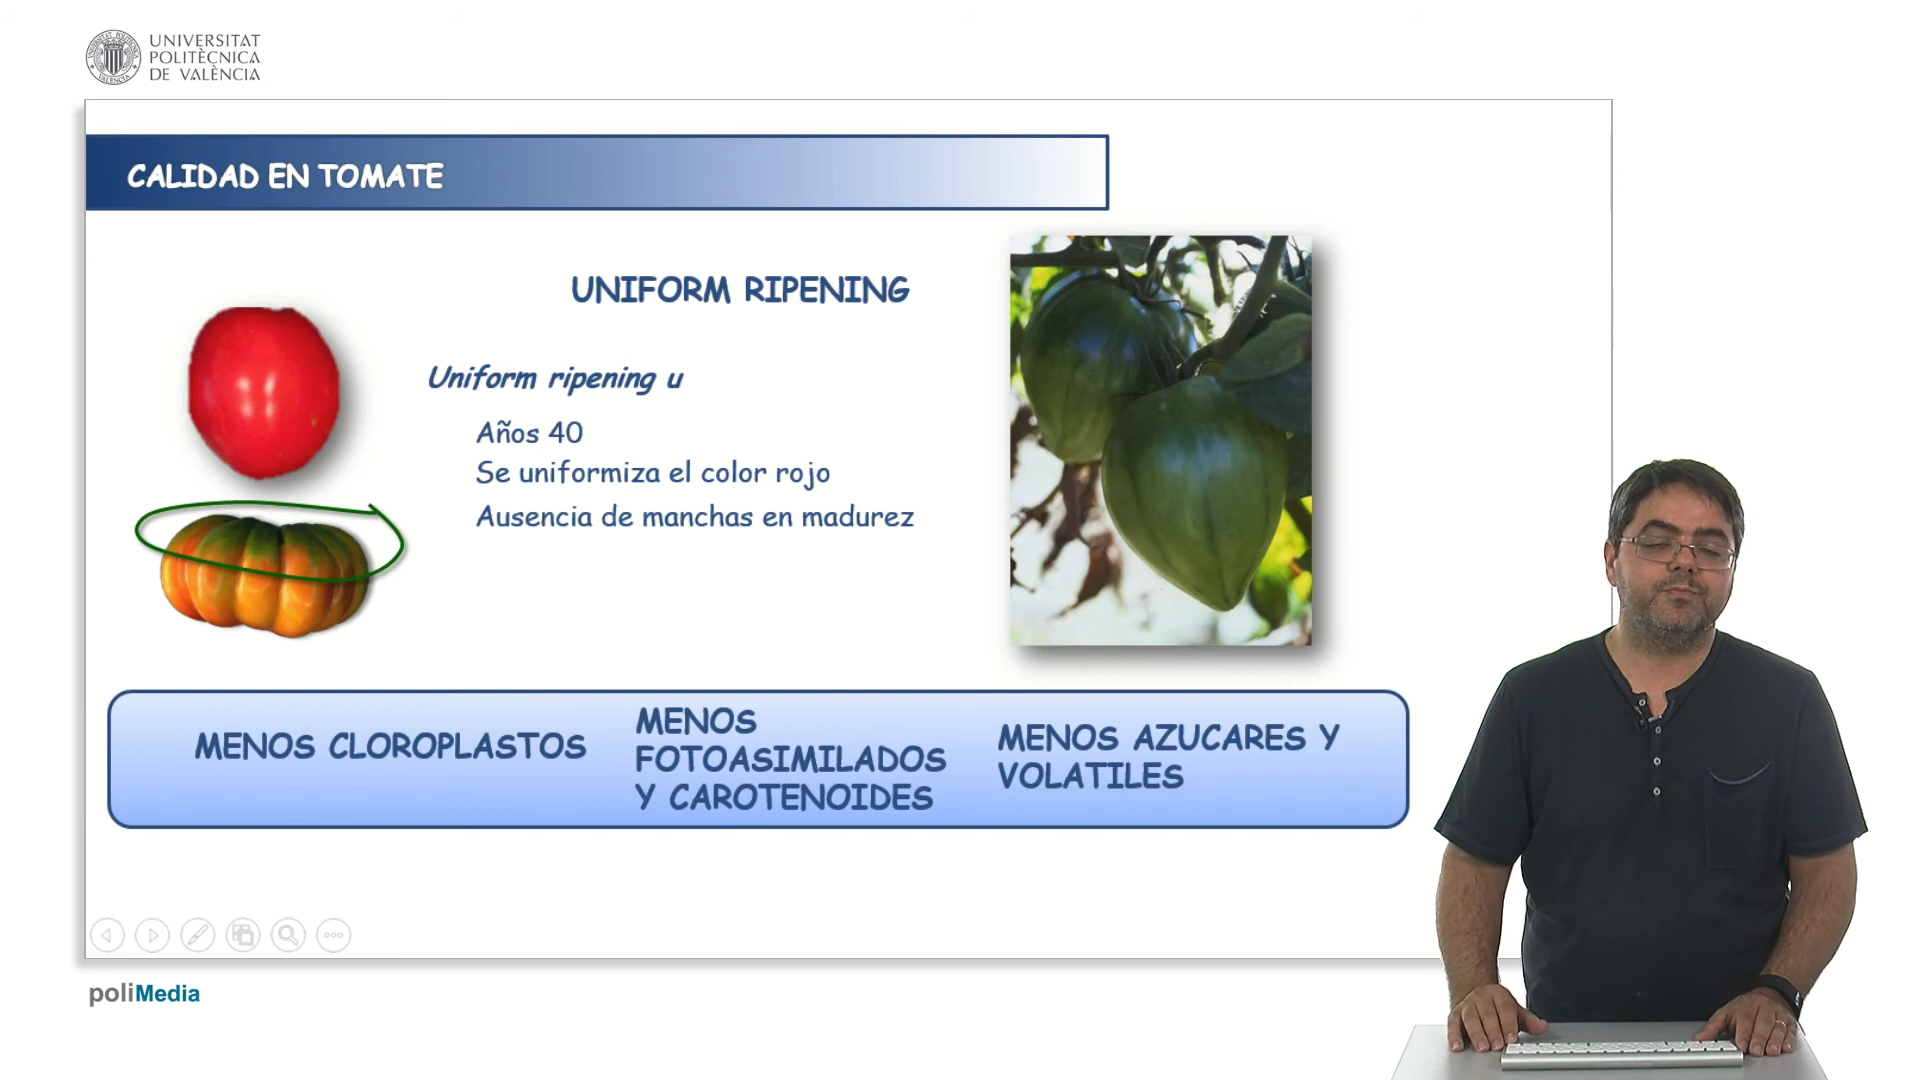 UNIVERSITAT
POLITÈCNICA
DE VALÈNCIA
CALIDAD EN TOMATE
UNIFORM RIPENING
Uniform ripening u
Años 40
Se uniformiza el color rojo
Ausencia de manchas en madurez
MENOS CLOROPLASTOS
MENOS
FOTOASIMILADOS
Y CAROTENOIDES
MENOS AZUCARES Y
VOLATILES
poliMedia